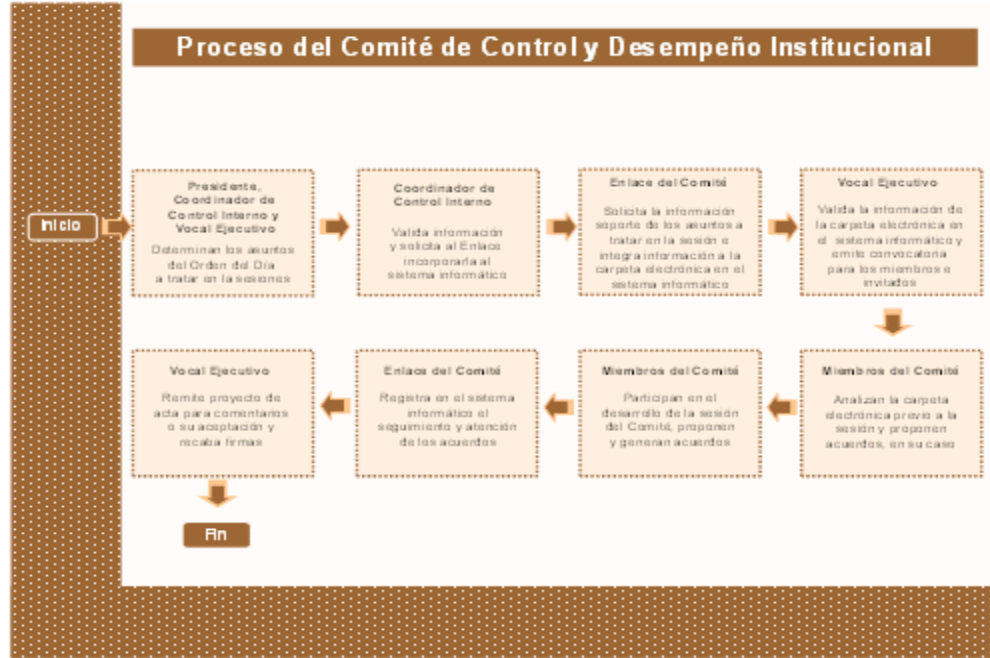 Proceso del Comité de Control y Desempeño Institucional
Inicio
Presidente,
Coordinador de
Control Interno y
Vocal Ejecutivo
Determinan los asuntos
del Orden del Día
a tratar en la sesiones
Coordinador de
Control Interno
Valida información
y solicita al Enlace
incorporarla al
sistema informático
Enlace del Comité
Solicita la información
soporte de los asuntos a
tratar en la sesión e
integra información a la
carpeta electrónica en el
sistema informático
Vocal Ejecutivo
Valida la información de
la carpeta electrónica en
el sistema informático y
emite convocatoria
para los miembros e
invitados
Miembros del Comité
Analizan la carpeta
electrónica previo a la
sesión y proponen
acuerdos, en su caso
Miembros del Comité
Participan en el
desarrollo de la sesión
del Comité, proponen
y generan acuerdos
Enlace del Comité
Registra en el sistema
informático el
seguimiento y atención
de los acuerdos
Vocal Ejecutivo
Remite proyecto de
acta para comentarios
o su aceptación y
recaba firmas
Fin